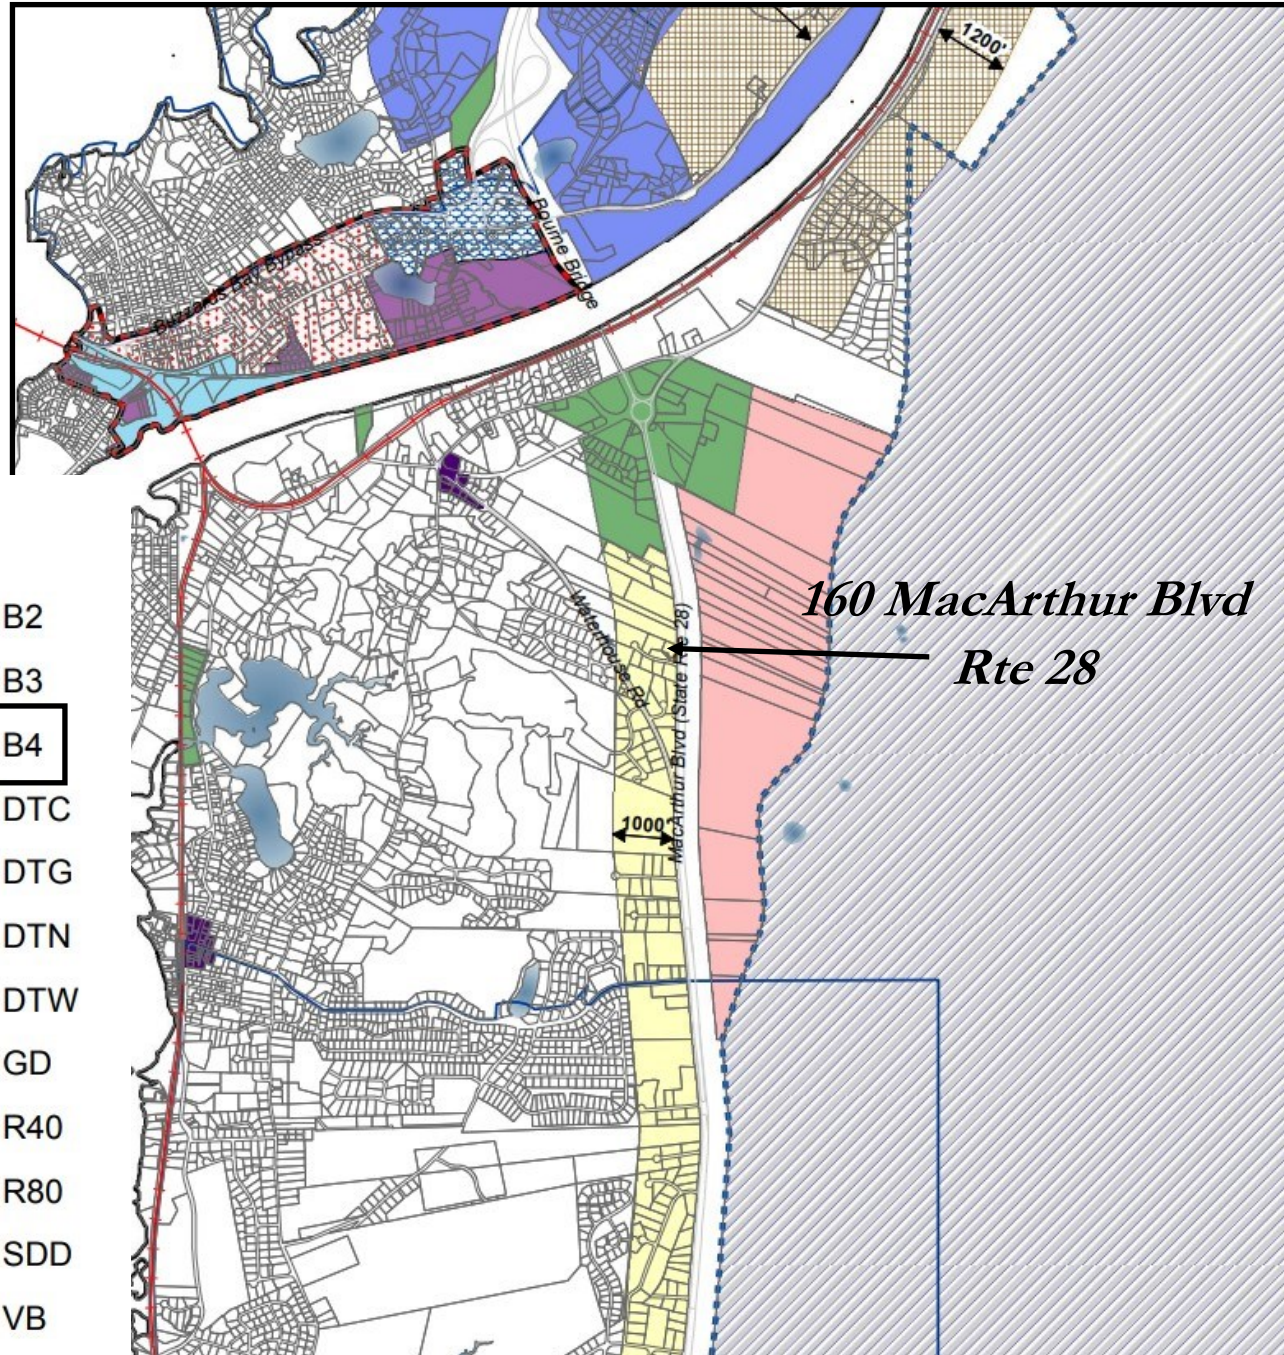 1200'
Bourne Bridge
Buzzards Bay Bypass
160 MacArthur Blvd
Rte 28
Waterhouse Rd
MacArthur Blvd (State Rte 28)
1000'
B2
B3
B4
DTC
DTG
DTN
DTW
GD
R40
R80
SDD
VB